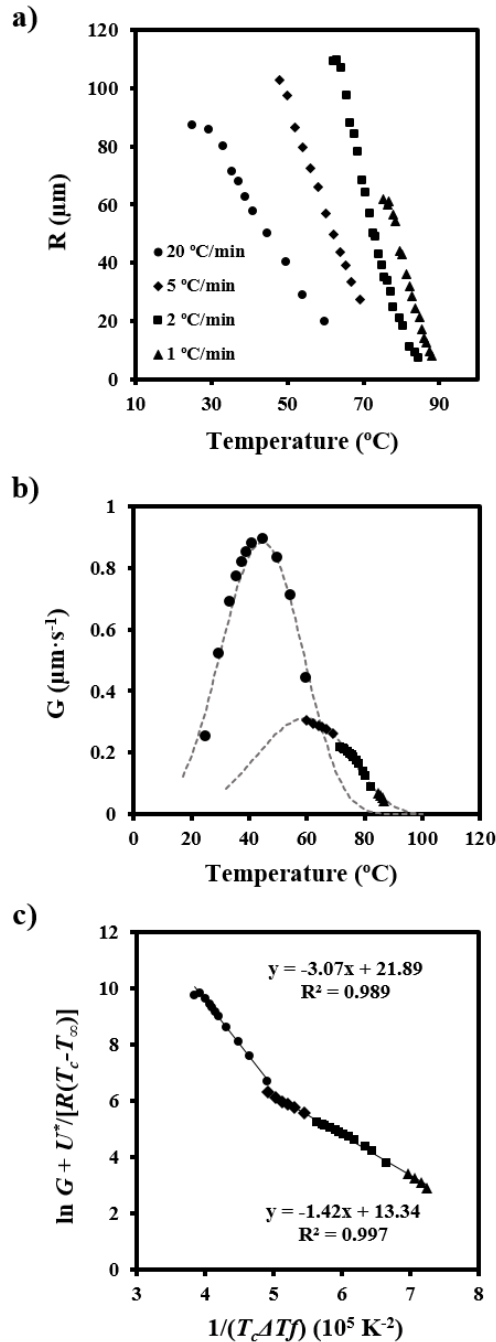 a)
120
100
80
60
40
20
0
R (µm)
20 ºC/min
5 ºC/min
2 ºC/min
1 ºC/min
10 30 50 70 90
Temperature (ºC)
b)
1
0.8
0.6
0.4
0.2
0
G (µm·s⁻¹)
0 20 40 60 80 100 120
Temperature (ºC)
c)
12
10
8
6
4
2
0
ln G + U*/[R(Tc-T∞)]
y = -3.07x + 21.89
R² = 0.989
y = -1.42x + 13.34
R² = 0.997
3 4 5 6 7 8
1/(TcΔTf) (10⁵ K⁻²)